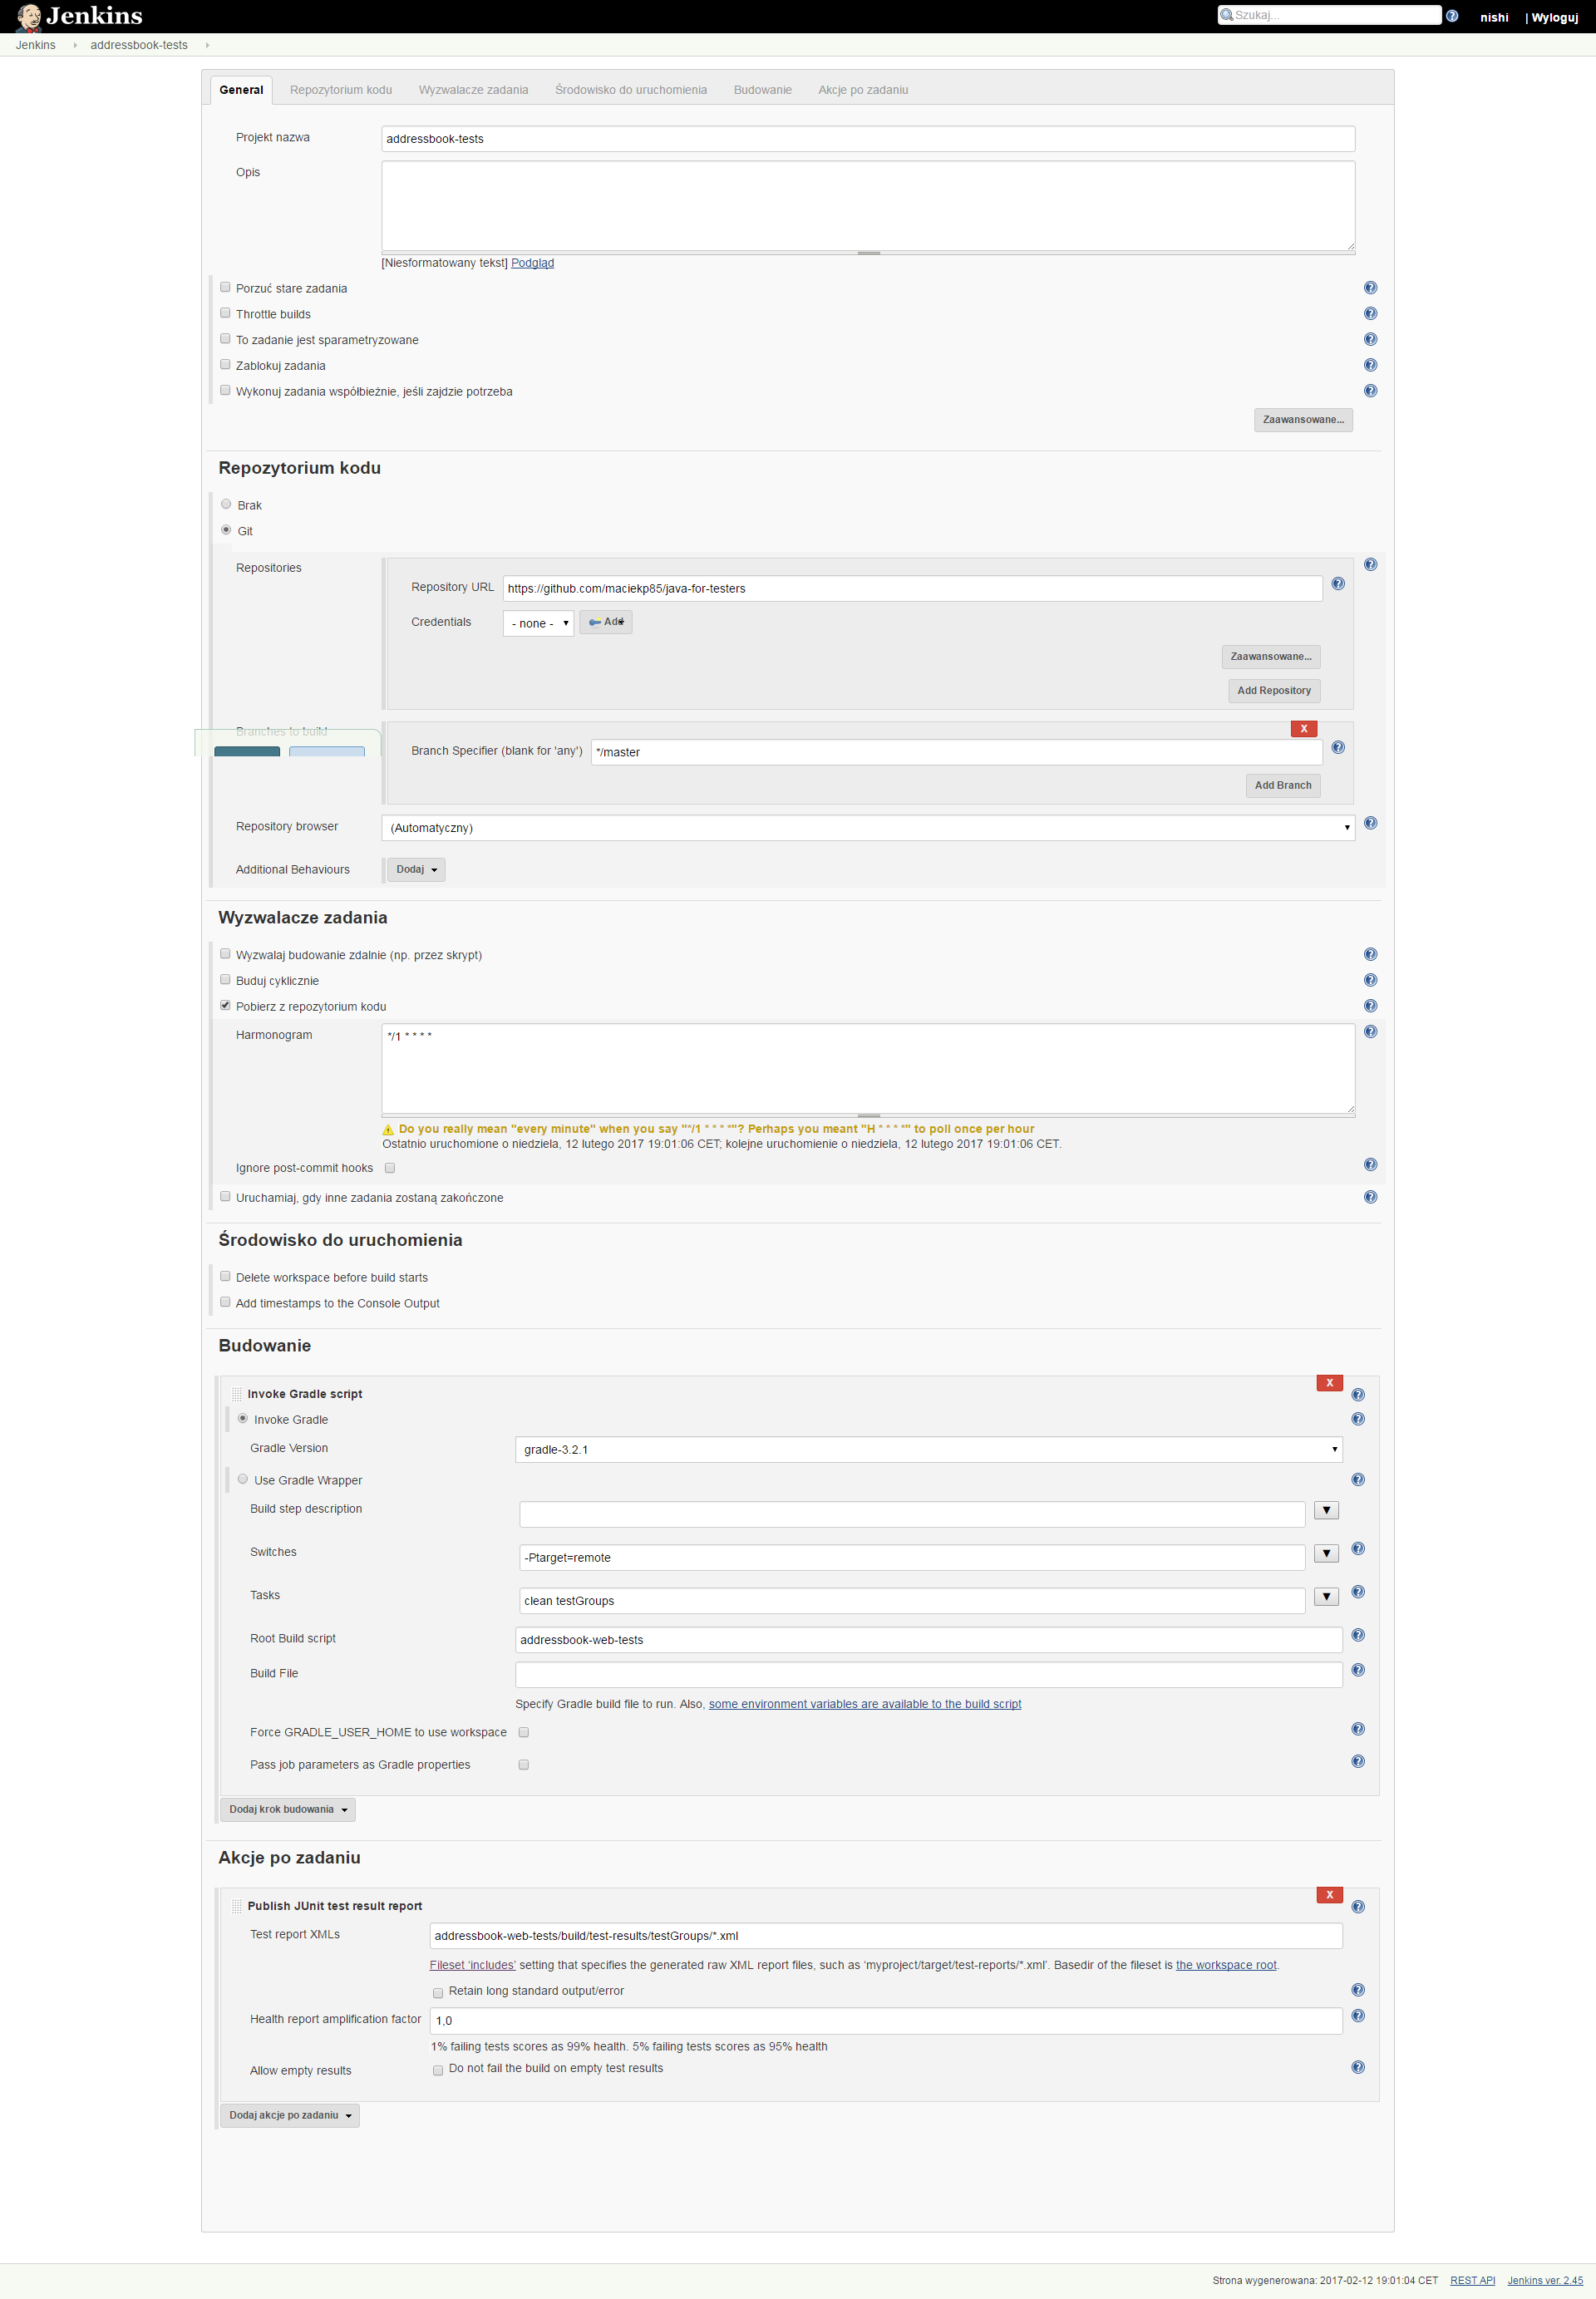 Jenkins
Szukaj...
nishi | Wyloguj
Jenkins addressbook-tests
General Repozytorium kodu Wyzwalacze zadania Środowisko do uruchomienia Budowanie Akcje po zadaniu
Projekt nazwa addressbook-tests
Opis
[Niesformatowany tekst] Podgląd
Porzuć stare zadania
Throttle builds
To zadanie jest sparametryzowane
Zablokuj zadania
Wykonuj zadania współbieżnie, jeśli zajdzie potrzeba
Zaawansowane...
Repozytorium kodu
Brak
Git
Repositories
Repository URL https://github.com/maciekp85/java-for-testers
Credentials - none - Add
Zaawansowane...
Add Repository
Branches to build
X
Branch Specifier (blank for 'any') */master
Add Branch
Repository browser (Automatyczny)
Additional Behaviours Dodaj
Wyzwalacze zadania
Wyzwalaj budowanie zdalnie (np. przez skrypt)
Buduj cyklicznie
Pobierz z repozytorium kodu
Harmonogram */1 * * * *
Do you really mean "every minute" when you say "*/1 * * * *"? Perhaps you meant "H * * * *" to poll once per hour
Ostatnio uruchomione o niedziela, 12 lutego 2017 19:01:06 CET; kolejne uruchomienie o niedziela, 12 lutego 2017 19:01:06 CET.
Ignore post-commit hooks
Uruchamiaj, gdy inne zadania zostaną zakończone
Środowisko do uruchomienia
Delete workspace before build starts
Add timestamps to the Console Output
Budowanie
X
Invoke Gradle script
Invoke Gradle
Gradle Version gradle-3.2.1
Use Gradle Wrapper
Build step description
Switches -Ptarget=remote
Tasks clean testGroups
Root Build script addressbook-web-tests
Build File
Specify Gradle build file to run. Also, some environment variables are available to the build script
Force GRADLE_USER_HOME to use workspace
Pass job parameters as Gradle properties
Dodaj krok budowania
Akcje po zadaniu
X
Publish JUnit test result report
Test report XMLs addressbook-web-tests/build/test-results/testGroups/*.xml
Fileset ‘includes’ setting that specifies the generated raw XML report files, such as ‘myproject/target/test-reports/*.xml’. Basedir of the fileset is the workspace root.
Retain long standard output/error
Health report amplification factor 1,0
1% failing tests scores as 99% health. 5% failing tests scores as 95% health
Allow empty results Do not fail the build on empty test results
Dodaj akcje po zadaniu
Strona wygenerowana: 2017-02-12 19:01:04 CET REST API Jenkins ver. 2.45